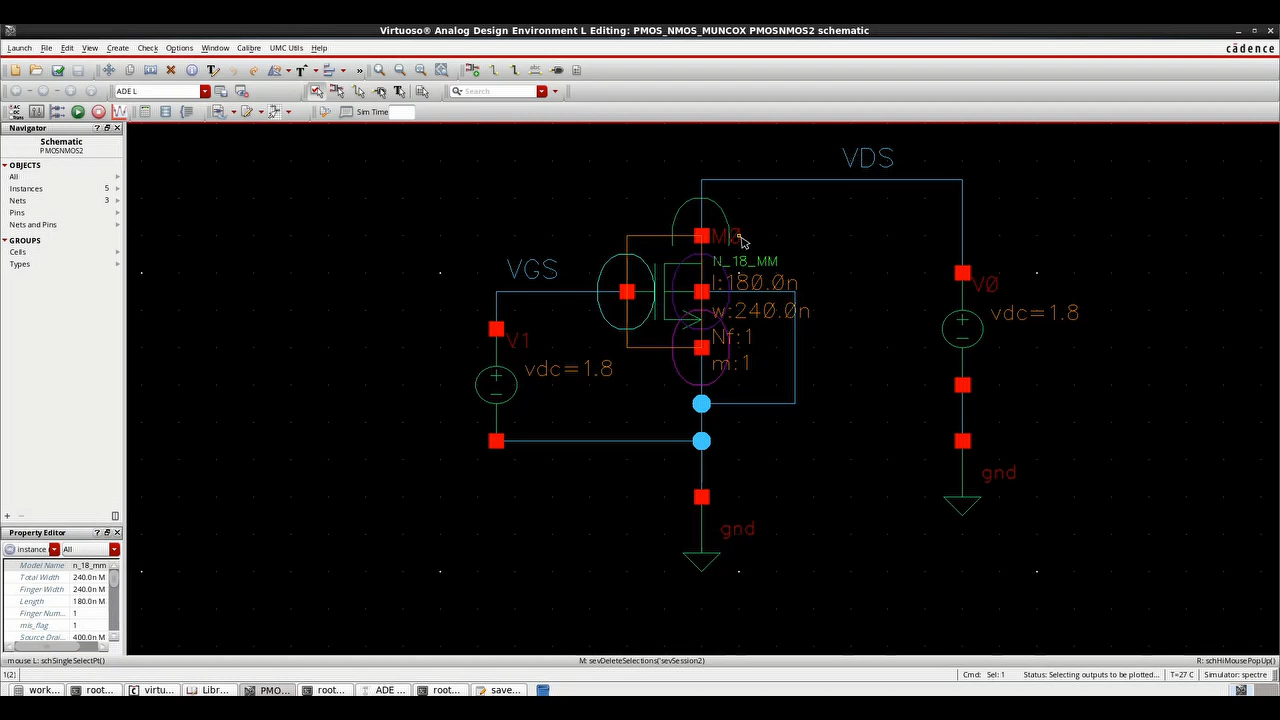 Virtuoso® Analog Design Environment L Editing: PMOS_NMOS_MUNCOX PMOSNMOS2 schematic
Launch File Edit View Create Check Options Window Calibre UMC Utils Help
cādence
ADE L
Search
Sim Time
Navigator
Schematic
PMOSNMOS2
OBJECTS
All
Instances 5
Nets 3
Pins
Nets and Pins
GROUPS
Cells
Types
VDS
VGS
M0
N_18_MM
l:180.0n
w:240.0n
Nf:1
m:1
V1
vdc=1.8
V0
vdc=1.8
gnd
gnd
Property Editor
instance All
Model Name n_18_mm
Total Width 240.0n M
Finger Width 240.0n M
Length 180.0n M
Finger Num... 1
mis_flag 1
Source Drai... 400.0n M
mouse L: schSingleSelectPt() M: sevDeleteSelections('sevSession2) R: schHiMousePopUp()
1(2) Cmd: Sel: 1 Status: Selecting outputs to be plotted... T=27 C Simulator: spectre
work... root... virtu... Libr... PMO... root... ADE ... root... save...